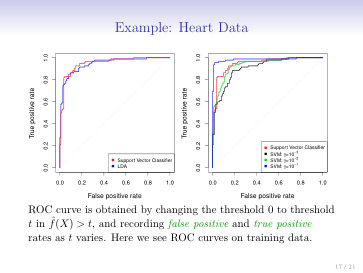 Example: Heart Data
True positive rate
0.0 0.2 0.4 0.6 0.8 1.0
Support Vector Classifier
LDA
0.0 0.2 0.4 0.6 0.8 1.0
False positive rate
True positive rate
0.0 0.2 0.4 0.6 0.8 1.0
Support Vector Classifier
SVM: γ=10⁻³
SVM: γ=10⁻²
SVM: γ=10⁻¹
0.0 0.2 0.4 0.6 0.8 1.0
False positive rate
ROC curve is obtained by changing the threshold 0 to threshold
t in f̂(X) > t, and recording false positive and true positive
rates as t varies. Here we see ROC curves on training data.
17 / 21